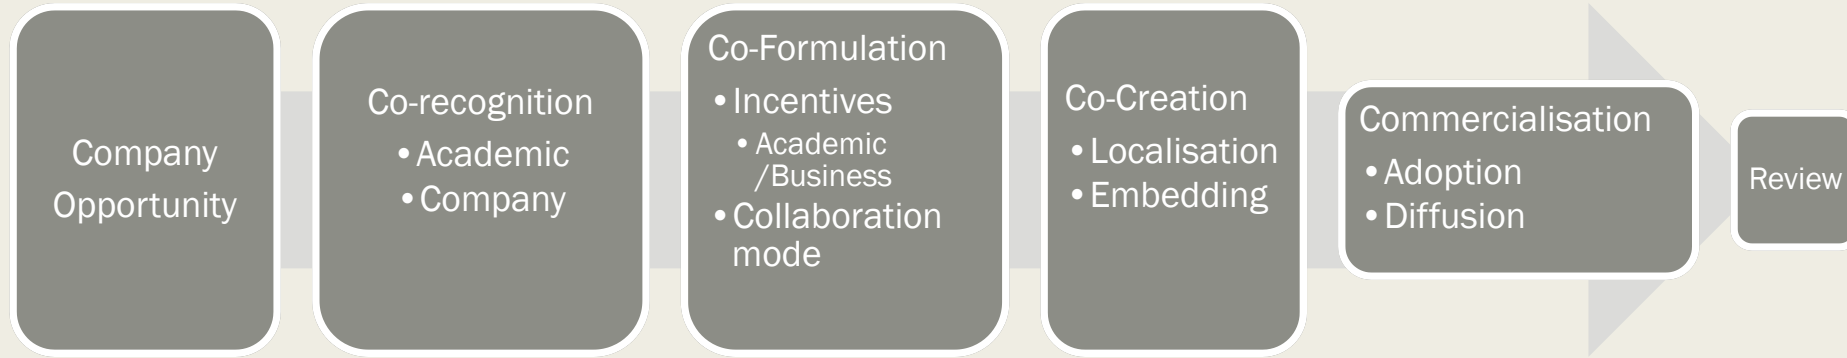 Company
Opportunity
Co-recognition
•Academic
•Company
Co-Formulation
•Incentives
•Academic
/Business
•Collaboration
mode
Co-Creation
•Localisation
•Embedding
Commercialisation
•Adoption
•Diffusion
Review